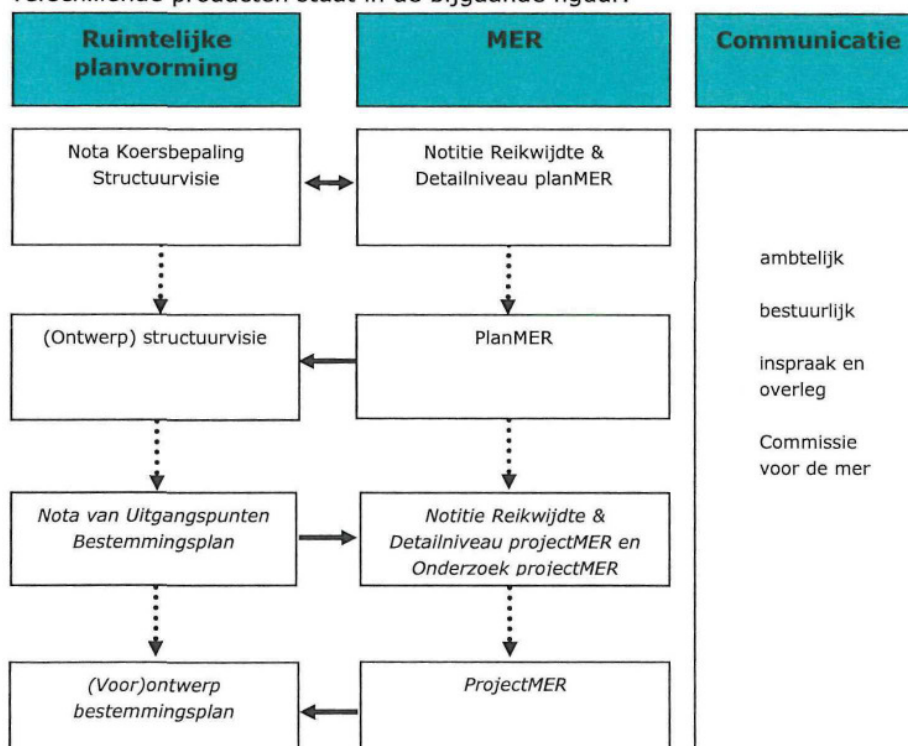 verschillende producten staat in de bijgaande figuur.
Ruimtelijke
planvorming
MER
Communicatie
Nota Koersbepaling
Structuurvisie
Notitie Reikwijdte &
Detailniveau planMER
(Ontwerp) structuurvisie
PlanMER
Nota van Uitgangspunten
Bestemmingsplan
Notitie Reikwijdte &
Detailniveau projectMER en
Onderzoek projectMER
(Voor)ontwerp
bestemmingsplan
ProjectMER
ambtelijk
bestuurlijk
inspraak en
overleg
Commissie
voor de mer